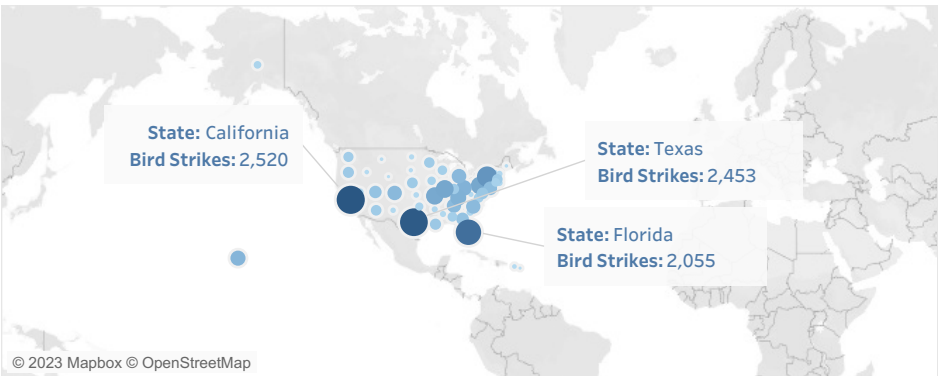 State: California
Bird Strikes: 2,520
State: Texas
Bird Strikes: 2,453
State: Florida
Bird Strikes: 2,055
© 2023 Mapbox © OpenStreetMap